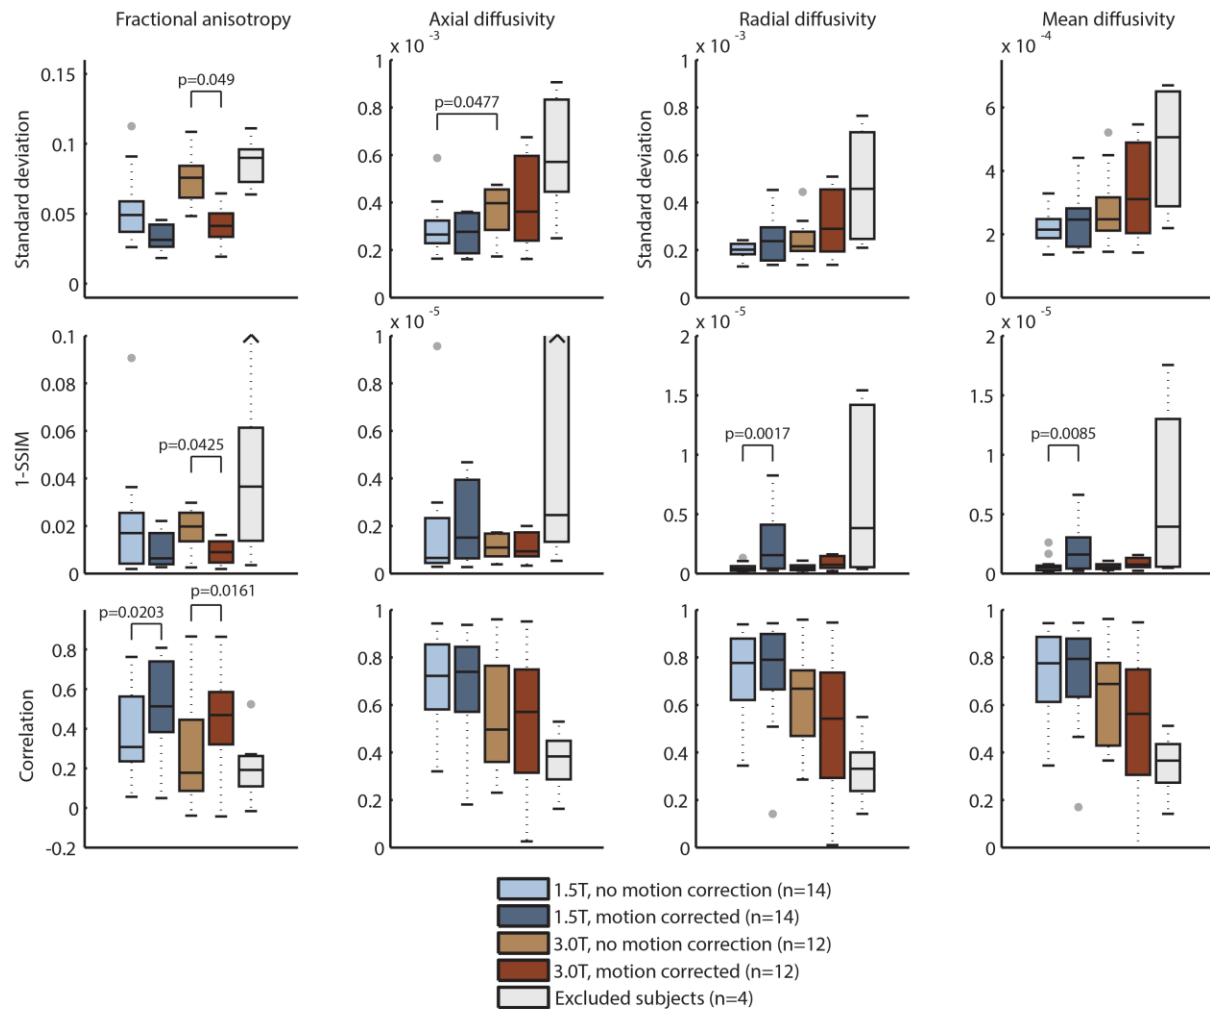 Fractional anisotropy
Axial diffusivity
Radial diffusivity
Mean diffusivity
Standard deviation
0.15
0.1
0.05
0
p=0.049
x 10 -3
1
0.8
0.6
0.4
0.2
0
p=0.0477
Standard deviation
x 10 -3
1
0.8
0.6
0.4
0.2
0
x 10 -4
6
4
2
0
1-SSIM
0.1
0.08
0.06
0.04
0.02
0
p=0.0425
x 10 -5
1
0.8
0.6
0.4
0.2
0
x 10 -5
2
1.5
1
0.5
0
p=0.0017
x 10 -5
2
1.5
1
0.5
0
p=0.0085
Correlation
0.8
0.6
0.4
0.2
0
-0.2
p=0.0203
p=0.0161
1
0.8
0.6
0.4
0.2
0
1
0.8
0.6
0.4
0.2
0
1
0.8
0.6
0.4
0.2
0
1.5T, no motion correction (n=14)
1.5T, motion corrected (n=14)
3.0T, no motion correction (n=12)
3.0T, motion corrected (n=12)
Excluded subjects (n=4)